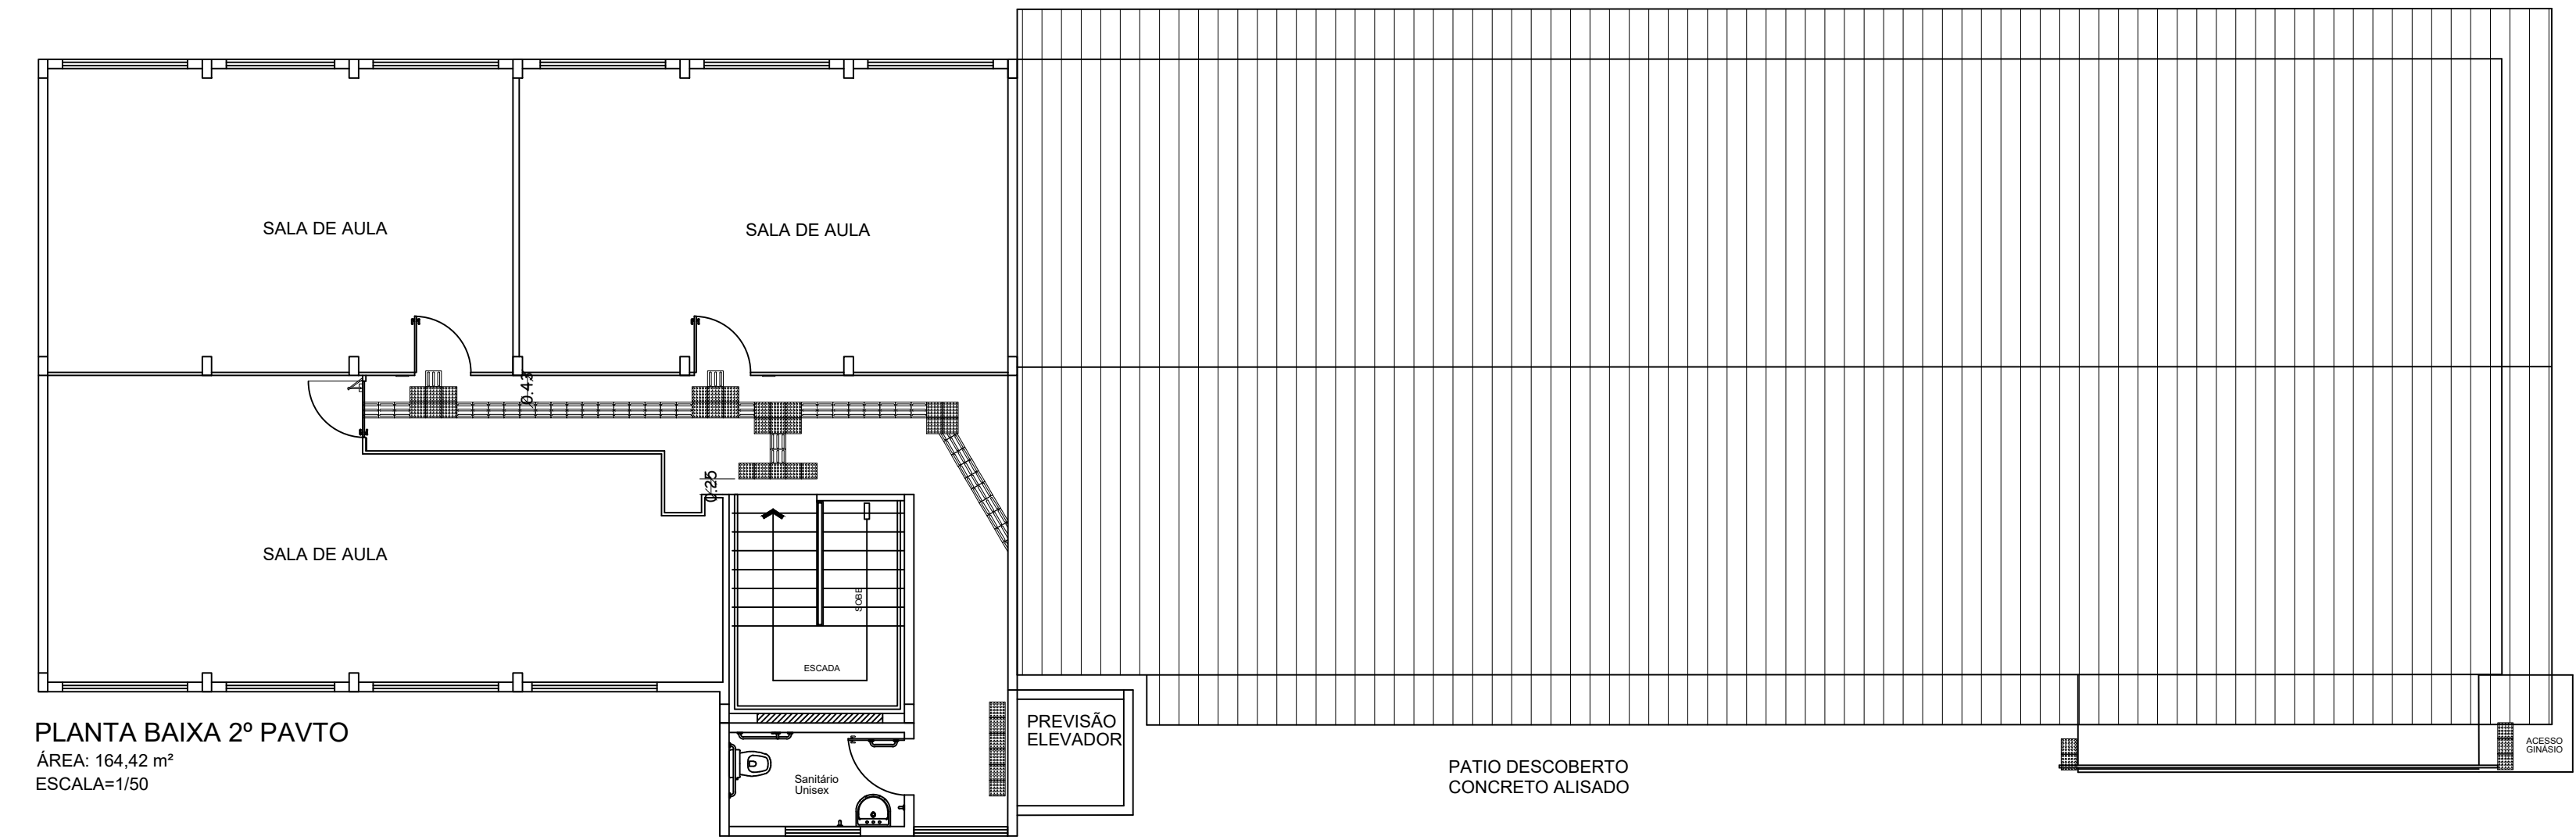 SALA DE AULA
SALA DE AULA
0.43
0.25
SALA DE AULA
SOBE
ESCADA
PLANTA BAIXA 2º PAVTO
ÁREA: 164,42 m²
ESCALA=1/50
Sanitário
Unisex
PREVISÃO
ELEVADOR
PATIO DESCOBERTO
CONCRETO ALISADO
ACESSO
GINÁSIO